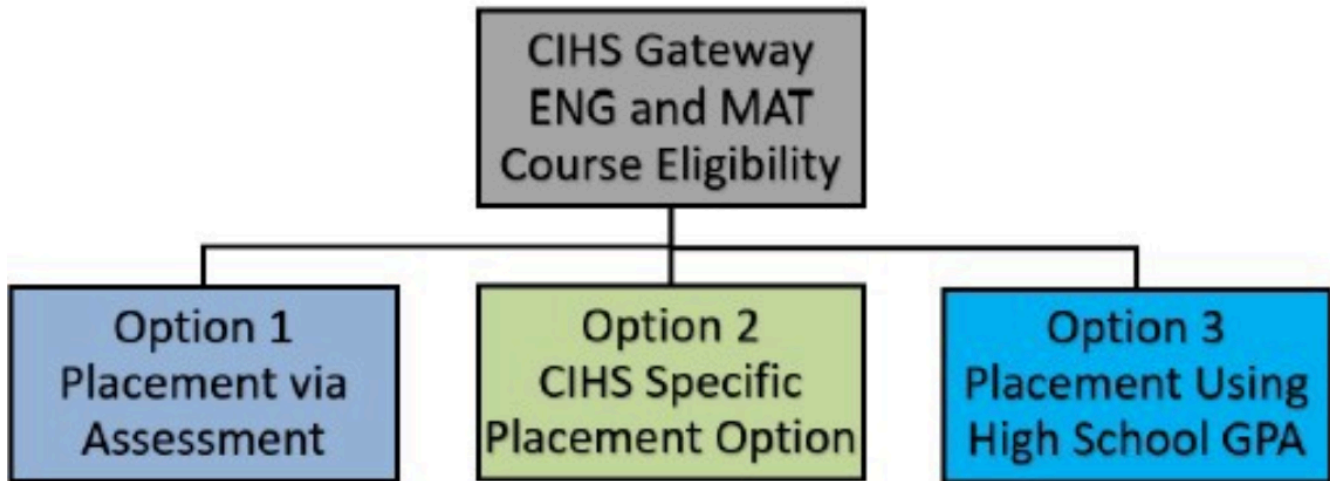 CIHS Gateway
ENG and MAT
Course Eligibility
Option 1
Placement via
Assessment
Option 2
CIHS Specific
Placement Option
Option 3
Placement Using
High School GPA